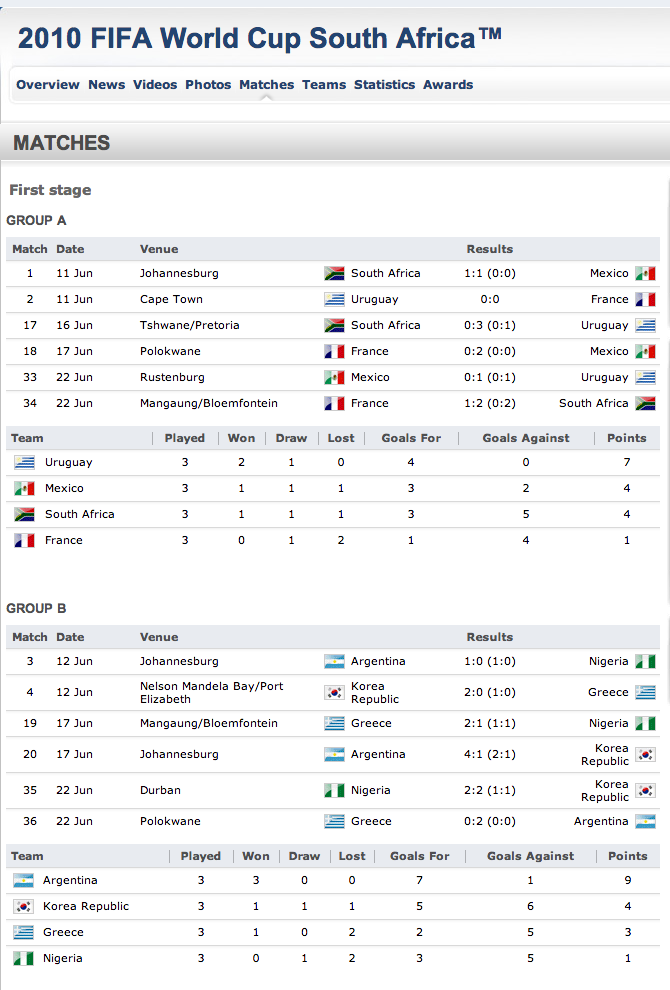 2010 FIFA World Cup South Africa™
Overview News Videos Photos Matches Teams Statistics Awards
MATCHES
First stage
GROUP A
Match Date Venue Results
1 11 Jun Johannesburg South Africa 1:1 (0:0) Mexico
2 11 Jun Cape Town Uruguay 0:0 France
17 16 Jun Tshwane/Pretoria South Africa 0:3 (0:1) Uruguay
18 17 Jun Polokwane France 0:2 (0:0) Mexico
33 22 Jun Rustenburg Mexico 0:1 (0:1) Uruguay
34 22 Jun Mangaung/Bloemfontein France 1:2 (0:2) South Africa
Team Played Won Draw Lost Goals For Goals Against Points
Uruguay 3 2 1 0 4 0 7
Mexico 3 1 1 1 3 2 4
South Africa 3 1 1 1 3 5 4
France 3 0 1 2 1 4 1
GROUP B
Match Date Venue Results
3 12 Jun Johannesburg Argentina 1:0 (1:0) Nigeria
4 12 Jun Nelson Mandela Bay/Port Elizabeth Korea Republic 2:0 (1:0) Greece
19 17 Jun Mangaung/Bloemfontein Greece 2:1 (1:1) Nigeria
20 17 Jun Johannesburg Argentina 4:1 (2:1) Korea Republic
35 22 Jun Durban Nigeria 2:2 (1:1) Korea Republic
36 22 Jun Polokwane Greece 0:2 (0:0) Argentina
Team Played Won Draw Lost Goals For Goals Against Points
Argentina 3 3 0 0 7 1 9
Korea Republic 3 1 1 1 5 6 4
Greece 3 1 0 2 2 5 3
Nigeria 3 0 1 2 3 5 1